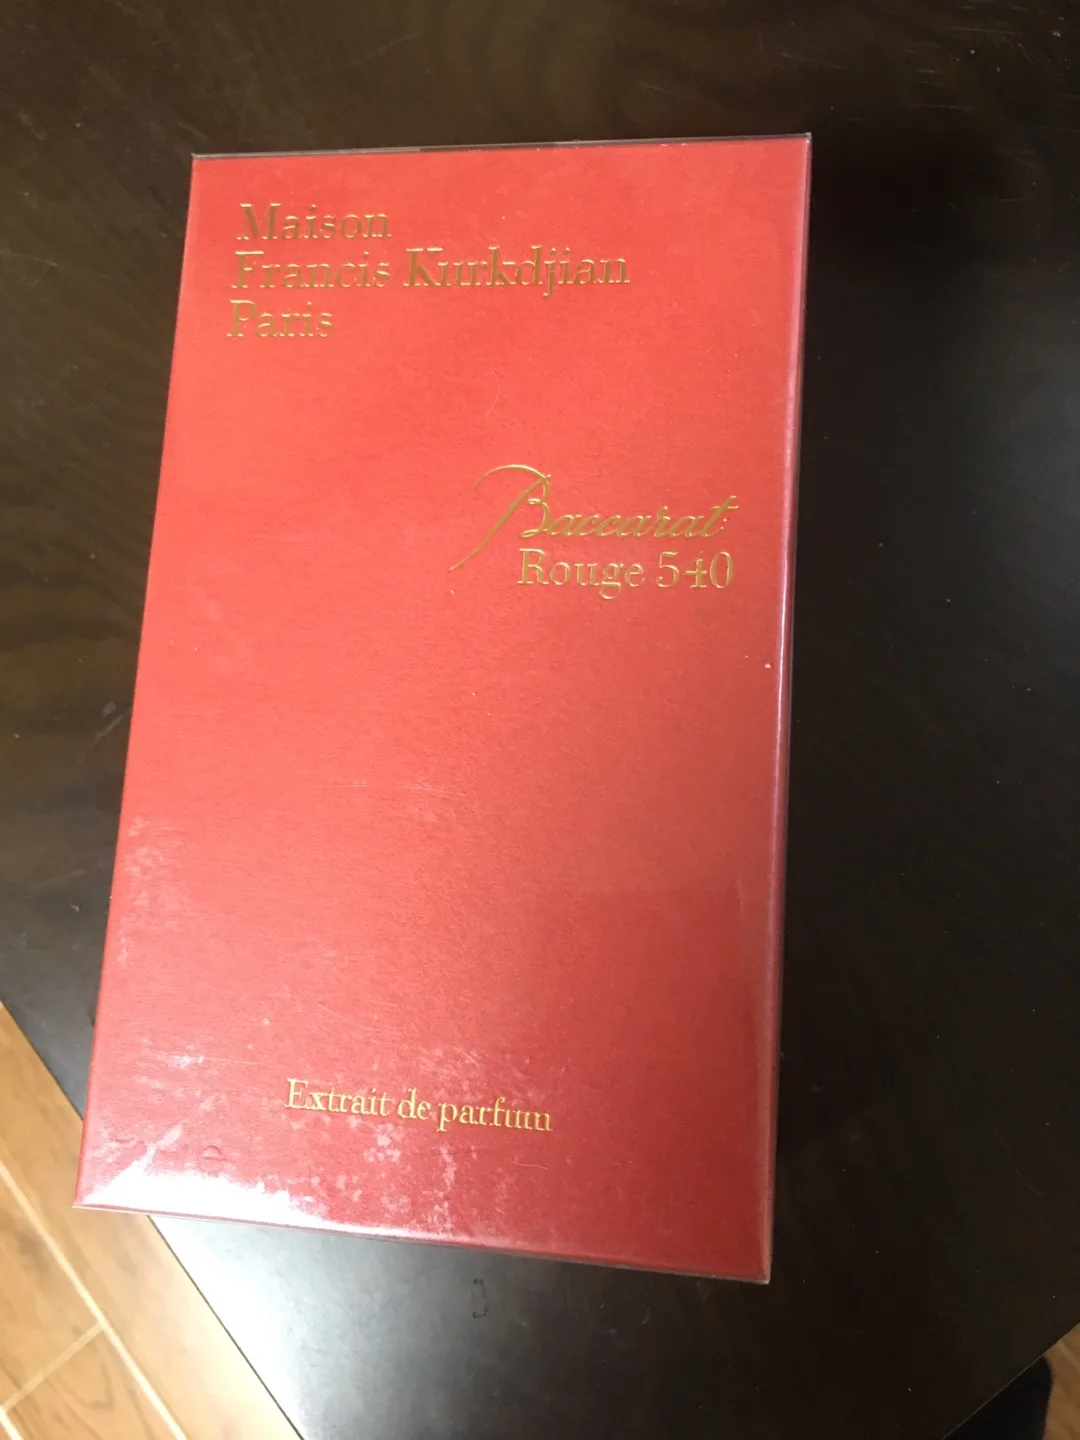 Maison
Francis Kurkdjian
Paris
Baccarat
Rouge 540
Extrait de parfum